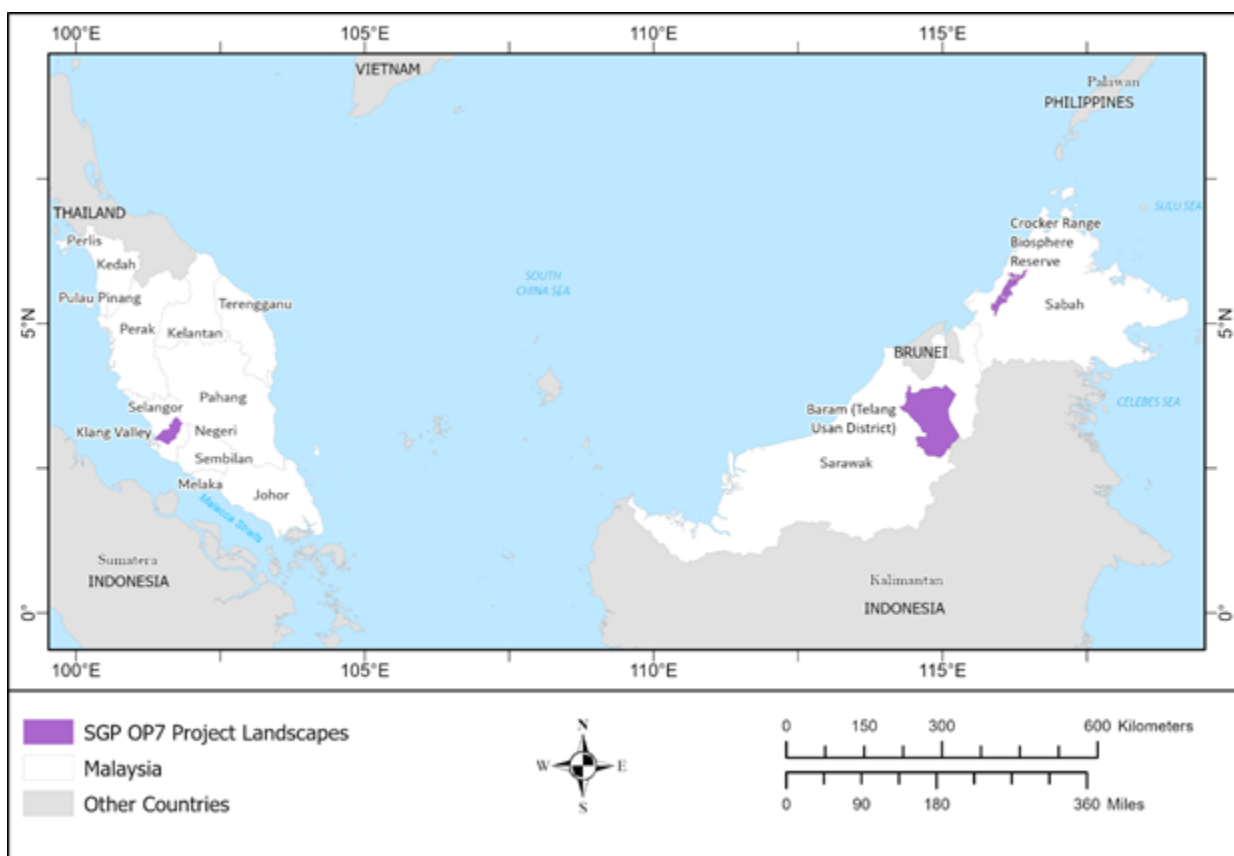 100°E 105°E 110°E 115°E
VIETNAM
Palawan
PHILIPPINES
THAILAND
Perlis
Kedah
Pulau Pinang
Perak
Kelantan
Terengganu
Pahang
Selangor
Klang Valley
Negeri
Sembilan
Melaka
Johor
Malacca Straits
Sumatera
INDONESIA
SOUTH
CHINA SEA
SULU SEA
Crocker Range
Biosphere
Reserve
Sabah
BRUNEI
Baram (Telang
Usan District)
Sarawak
CELEBES SEA
Kalimantan
INDONESIA
5°N
5°N
0°
0°
100°E 105°E 110°E 115°E
SGP OP7 Project Landscapes
Malaysia
Other Countries
N
W E
S
0 150 300 600 Kilometers
0 90 180 360 Miles